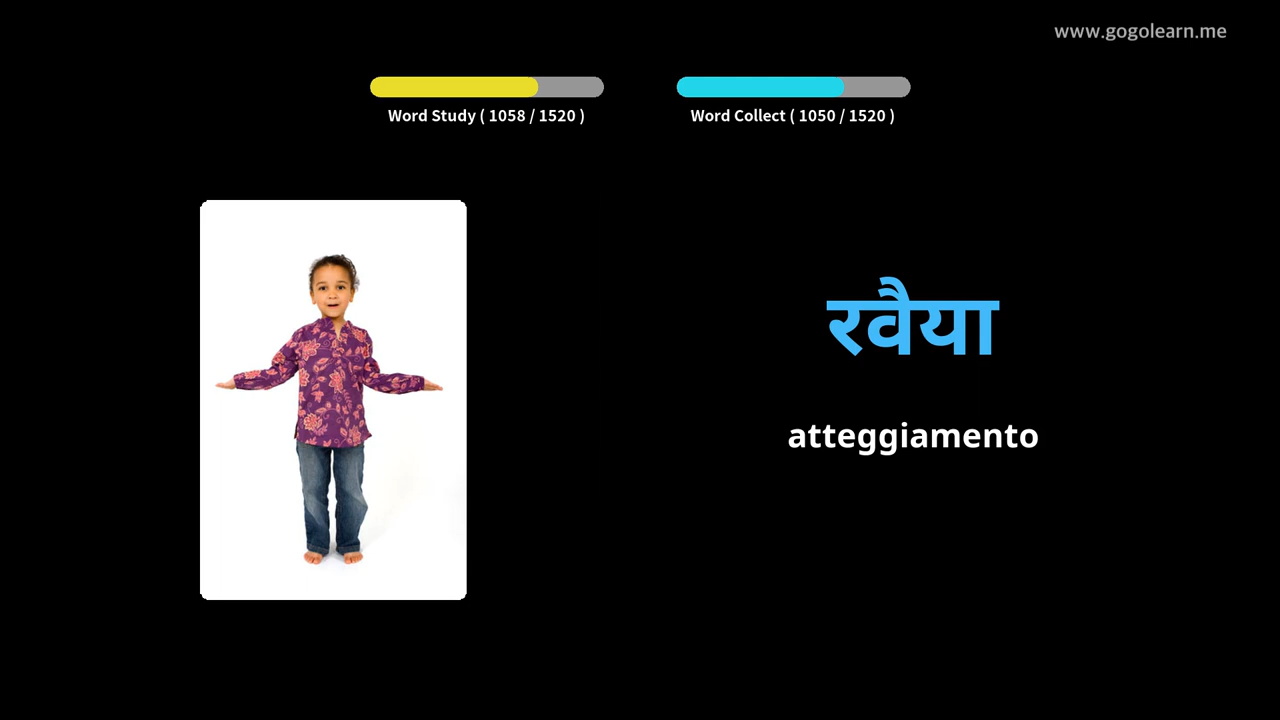 www.gogolearn.me
Word Study ( 1058 / 1520 )
Word Collect ( 1050 / 1520 )
रवैया
atteggiamento